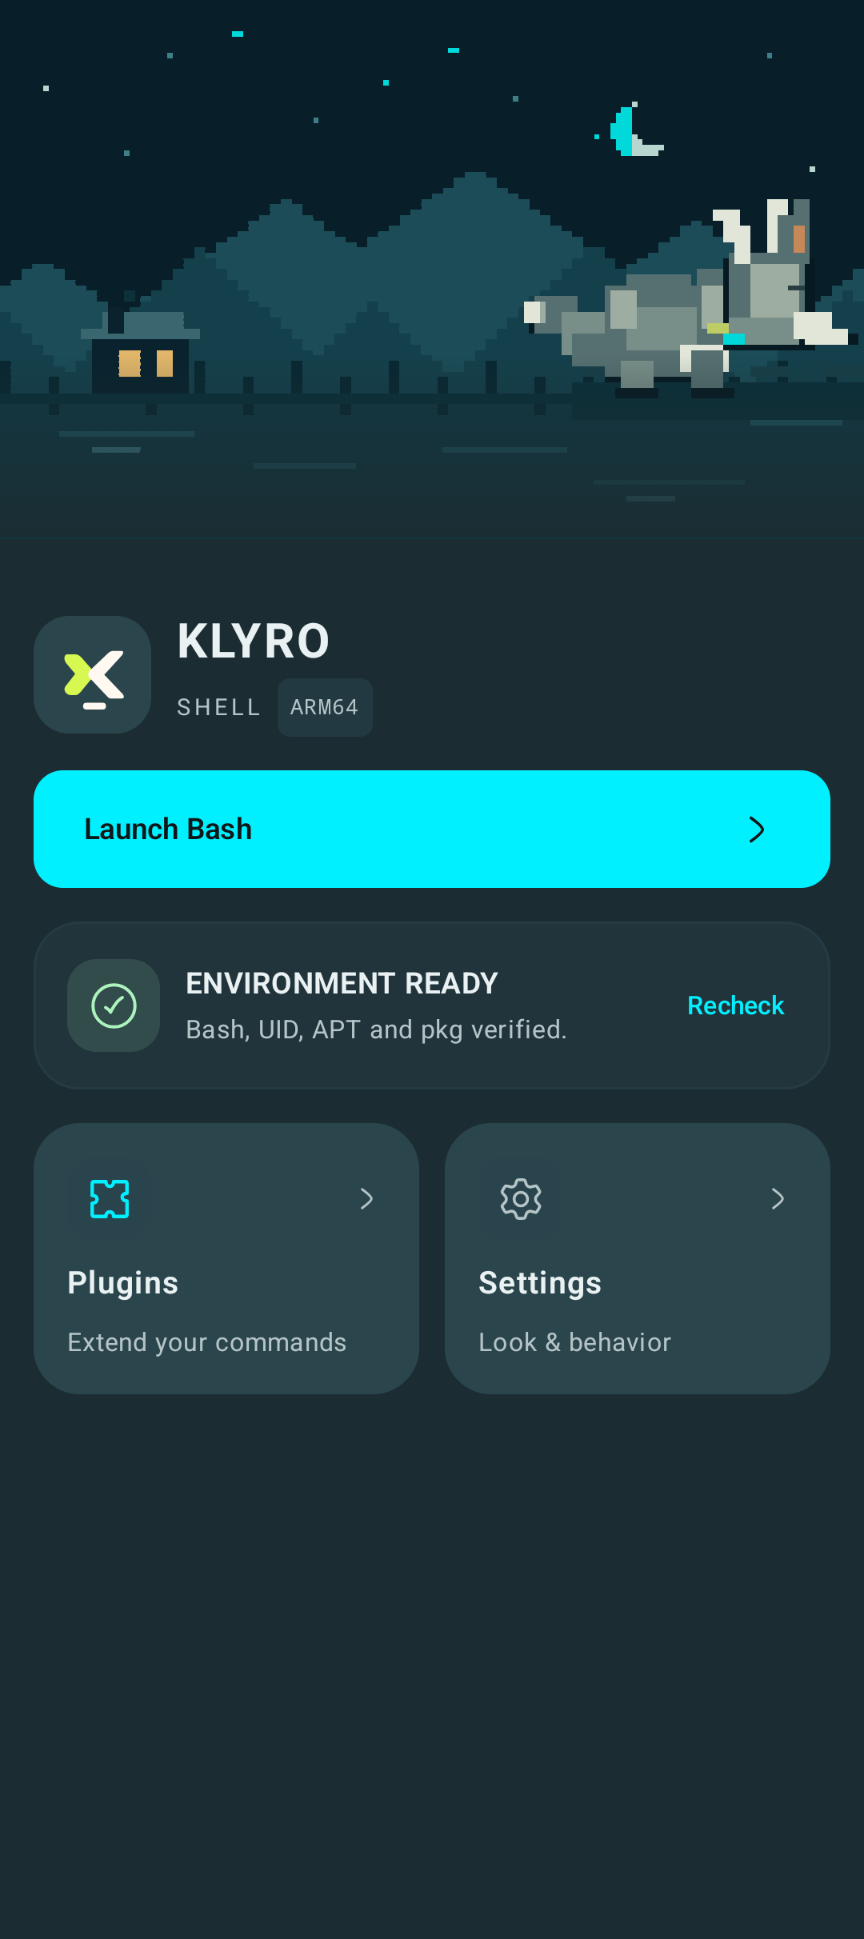 KLYRO
SHELL ARM64
Launch Bash
ENVIRONMENT READY
Bash, UID, APT and pkg verified.
Recheck
Plugins
Extend your commands
Settings
Look & behavior